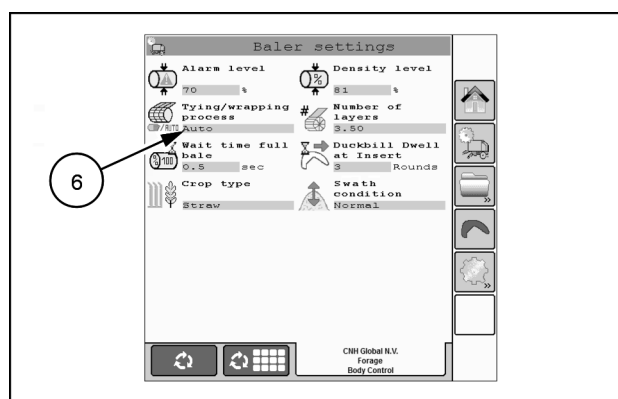 Baler settings
Alarm level
70 %
Density level
81 %
Tying/wrapping
process
/AUTO Auto
Number of
layers
3.50
Wait time full
bale
0.5 sec
Duckbill Dwell
at Insert
3 Rounds
Crop type
Straw
Swath
condition
Normal
6
%
#
%100
»
»
CNH Global N.V.
Forage
Body Control